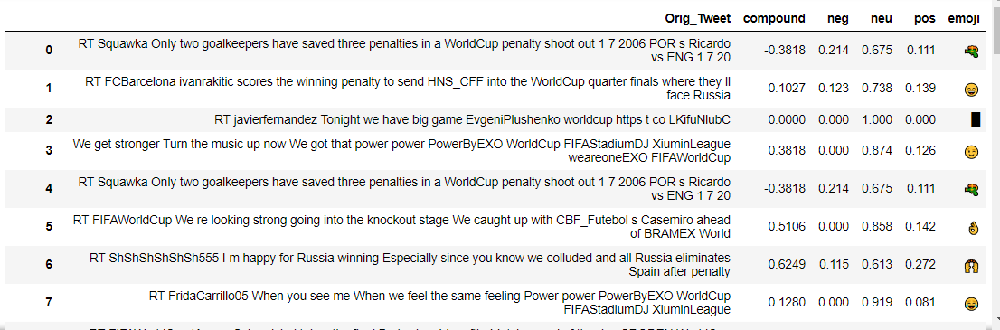 Orig_Tweet compound neg neu pos emoji
0 RT Squawka Only two goalkeepers have saved three penalties in a WorldCup penalty shoot out 1 7 2006 POR s Ricardo -0.3818 0.214 0.675 0.111
vs ENG 1 7 20
1 RT FCBarcelona ivanrakitic scores the winning penalty to send HNS_CFF into the WorldCup quarter finals where they ll 0.1027 0.123 0.738 0.139 😄
face Russia
2 RT javierfernandez Tonight we have big game EvgeniPlushenko worldcup https t co LKifuNlubC 0.0000 0.000 1.000 0.000
3 We get stronger Turn the music up now We got that power power PowerByEXO WorldCup FIFAStadiumDJ XiuminLeague 0.3818 0.000 0.874 0.126 😉
weareoneEXO FIFAWorldCup
4 RT Squawka Only two goalkeepers have saved three penalties in a WorldCup penalty shoot out 1 7 2006 POR s Ricardo -0.3818 0.214 0.675 0.111
vs ENG 1 7 20
5 RT FIFAWorldCup We re looking strong going into the knockout stage We caught up with CBF_Futebol s Casemiro ahead 0.5106 0.000 0.858 0.142 👌
of BRAMEX World
6 RT ShShShShShSh555 I m happy for Russia winning Especially since you know we colluded and all Russia eliminates 0.6249 0.115 0.613 0.272 🙌
Spain after penalty
7 RT FridaCarrillo05 When you see me When we feel the same feeling Power power PowerByEXO WorldCup 0.1280 0.000 0.919 0.081 😂
FIFAStadiumDJ XiuminLeague